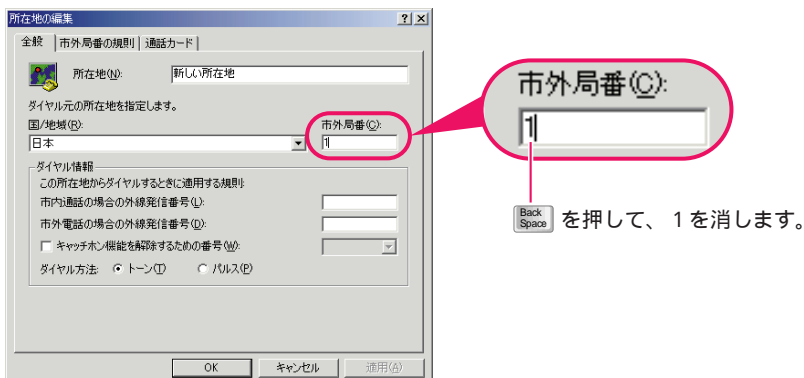 所在地の編集
? ×
全般 市外局番の規則 通話カード
所在地(N): 新しい所在地
ダイヤル元の所在地を指定します。
国/地域(R): 市外局番(C):
日本 1
ダイヤル情報
この所在地からダイヤルするときに適用する規則:
市内通話の場合の外線発信番号(L):
市外電話の場合の外線発信番号(D):
キャッチホン機能を解除するための番号(W):
ダイヤル方法: トーン(T) パルス(P)
OK キャンセル 適用(A)
市外局番(C):
1
Back Space を押して、 1を消します。